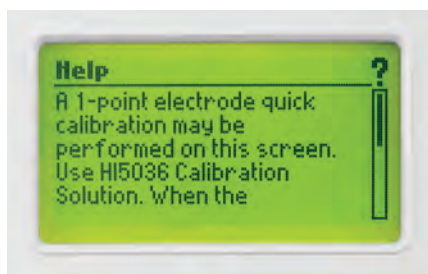 Help ?
A 1-point electrode quick
calibration may be
performed on this screen.
Use HI5036 Calibration
Solution. When the